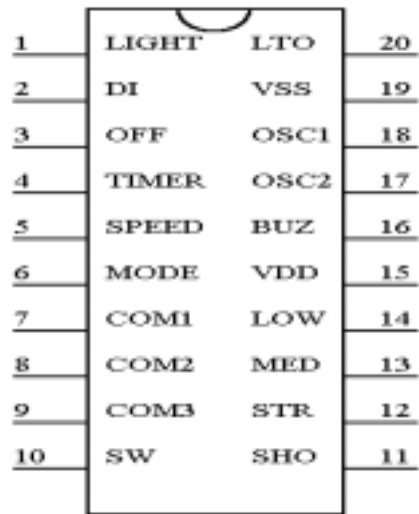 1 LIGHT LTO 20
2 DI VSS 19
3 OFF OSC1 18
4 TIMER OSC2 17
5 SPEED BUZ 16
6 MODE VDD 15
7 COM1 LOW 14
8 COM2 MED 13
9 COM3 STR 12
10 SW SHO 11